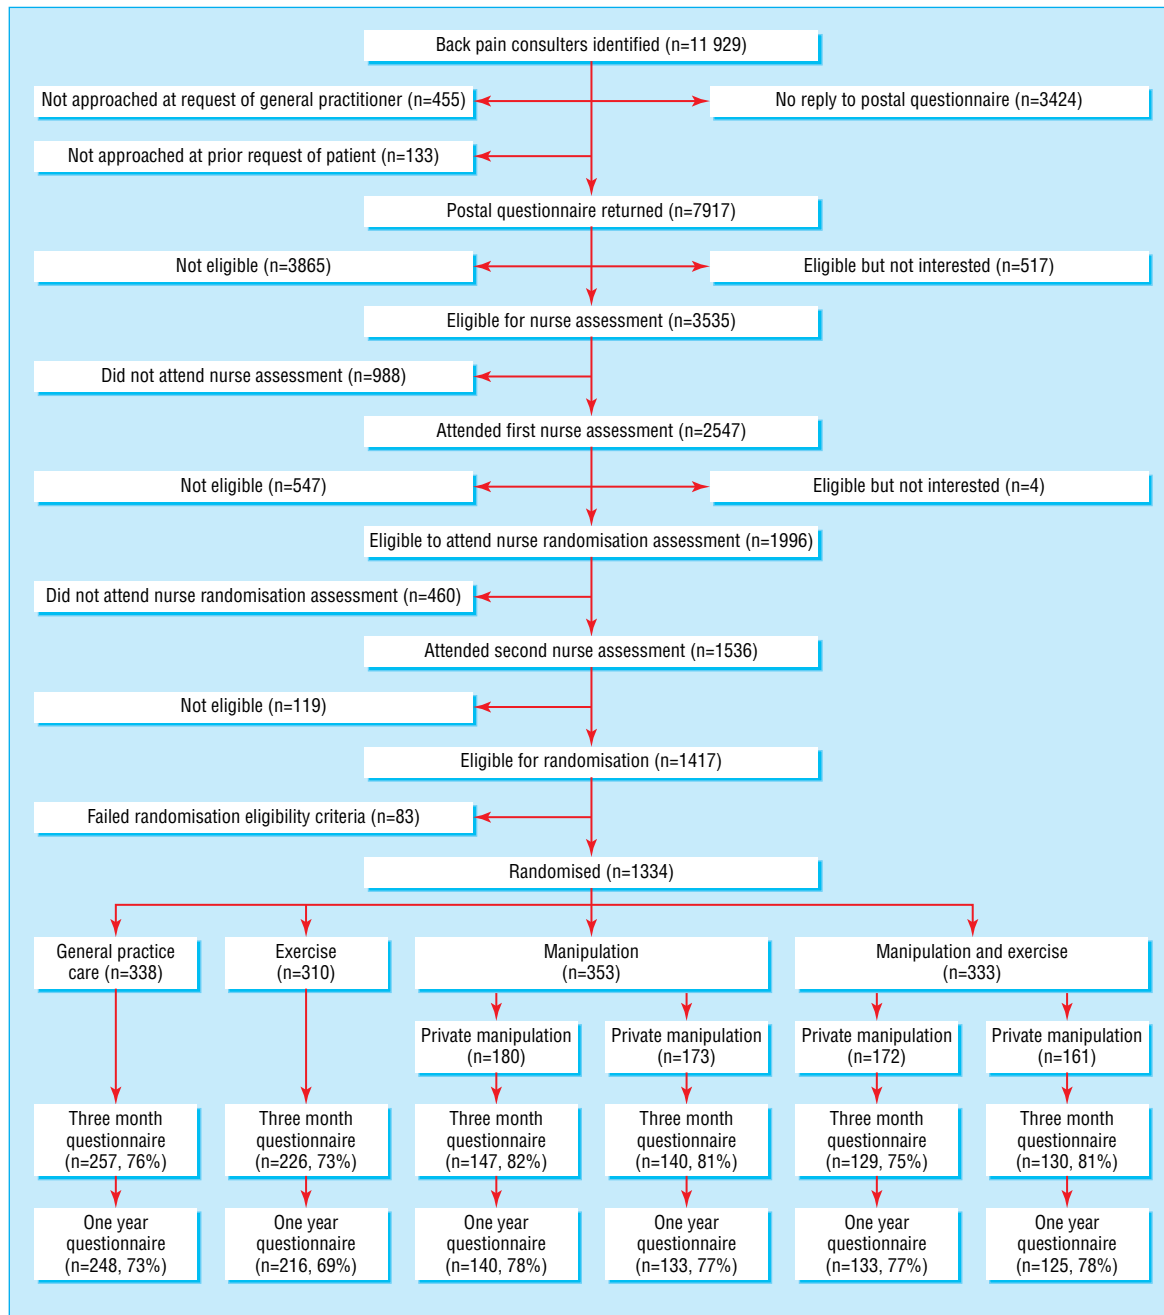 Back pain consulters identified (n=11 929)
Not approached at request of general practitioner (n=455)
No reply to postal questionnaire (n=3424)
Not approached at prior request of patient (n=133)
Postal questionnaire returned (n=7917)
Not eligible (n=3865)
Eligible but not interested (n=517)
Eligible for nurse assessment (n=3535)
Did not attend nurse assessment (n=988)
Attended first nurse assessment (n=2547)
Not eligible (n=547)
Eligible but not interested (n=4)
Eligible to attend nurse randomisation assessment (n=1996)
Did not attend nurse randomisation assessment (n=460)
Attended second nurse assessment (n=1536)
Not eligible (n=119)
Eligible for randomisation (n=1417)
Failed randomisation eligibility criteria (n=83)
Randomised (n=1334)
General practice
care (n=338)
Exercise
(n=310)
Manipulation
(n=353)
Manipulation and exercise
(n=333)
Private manipulation
(n=180)
Private manipulation
(n=173)
Private manipulation
(n=172)
Private manipulation
(n=161)
Three month
questionnaire
(n=257, 76%)
Three month
questionnaire
(n=226, 73%)
Three month
questionnaire
(n=147, 82%)
Three month
questionnaire
(n=140, 81%)
Three month
questionnaire
(n=129, 75%)
Three month
questionnaire
(n=130, 81%)
One year
questionnaire
(n=248, 73%)
One year
questionnaire
(n=216, 69%)
One year
questionnaire
(n=140, 78%)
One year
questionnaire
(n=133, 77%)
One year
questionnaire
(n=133, 77%)
One year
questionnaire
(n=125, 78%)